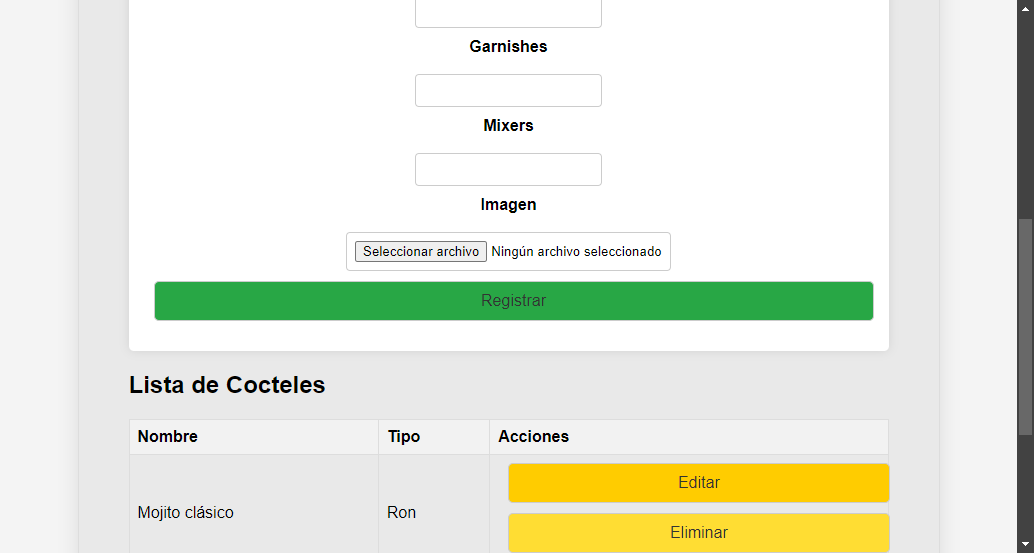 Garnishes
Mixers
Imagen
Seleccionar archivo Ningún archivo seleccionado
Registrar
Lista de Cocteles
Nombre Tipo Acciones
Editar
Mojito clásico Ron
Eliminar